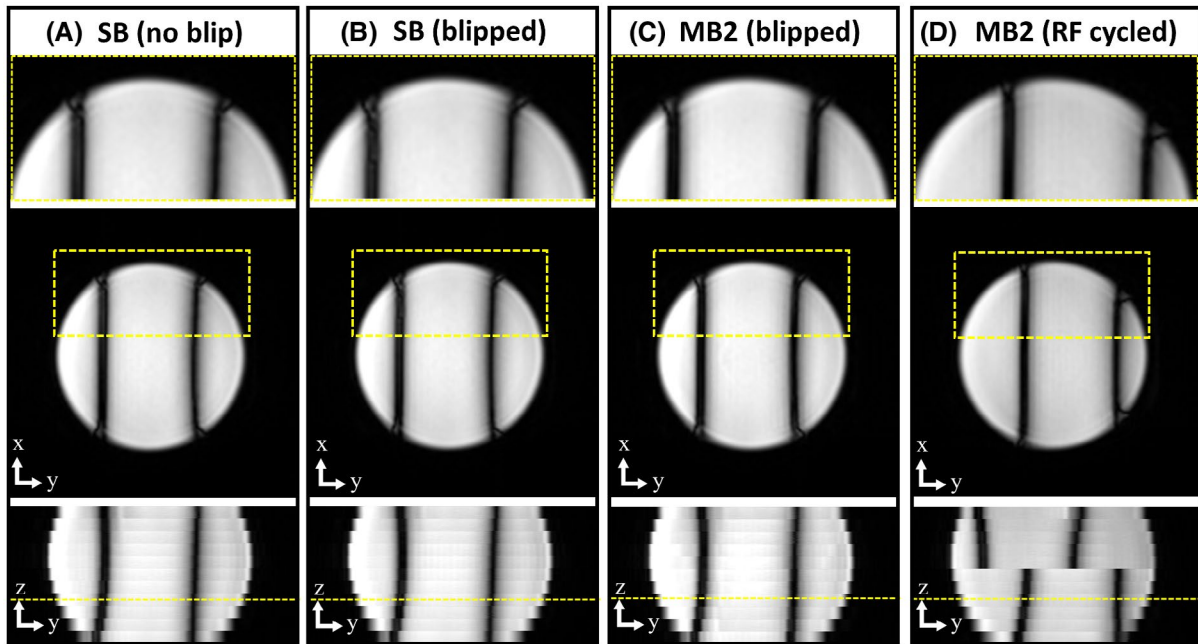 (A) SB (no blip)
(B) SB (blipped)
(C) MB2 (blipped)
(D) MB2 (RF cycled)
x
y
x
y
x
y
x
y
z
y
z
y
z
y
z
y